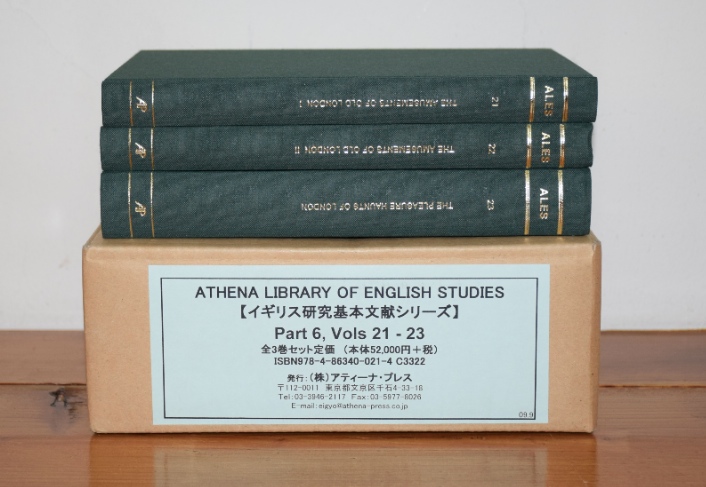 THE AMUSEMENTS OF OLD LONDON I 21 ALES
THE AMUSEMENTS OF OLD LONDON II 22 ALES
THE PLEASURE HAUNTS OF LONDON 23 ALES
ATHENA LIBRARY OF ENGLISH STUDIES
【イギリス研究基本文献シリーズ】
Part 6, Vols 21 - 23
全3巻セット定価 (本体52,000円+税)
ISBN978-4-86340-021-4 C3322
発行:(株)アティーナ・プレス
〒112-0011 東京都文京区千石4-33-18
Tel:03-3946-2117 Fax:03-5977-8026
E-mail:eigyo@athena-press.co.jp
09.9